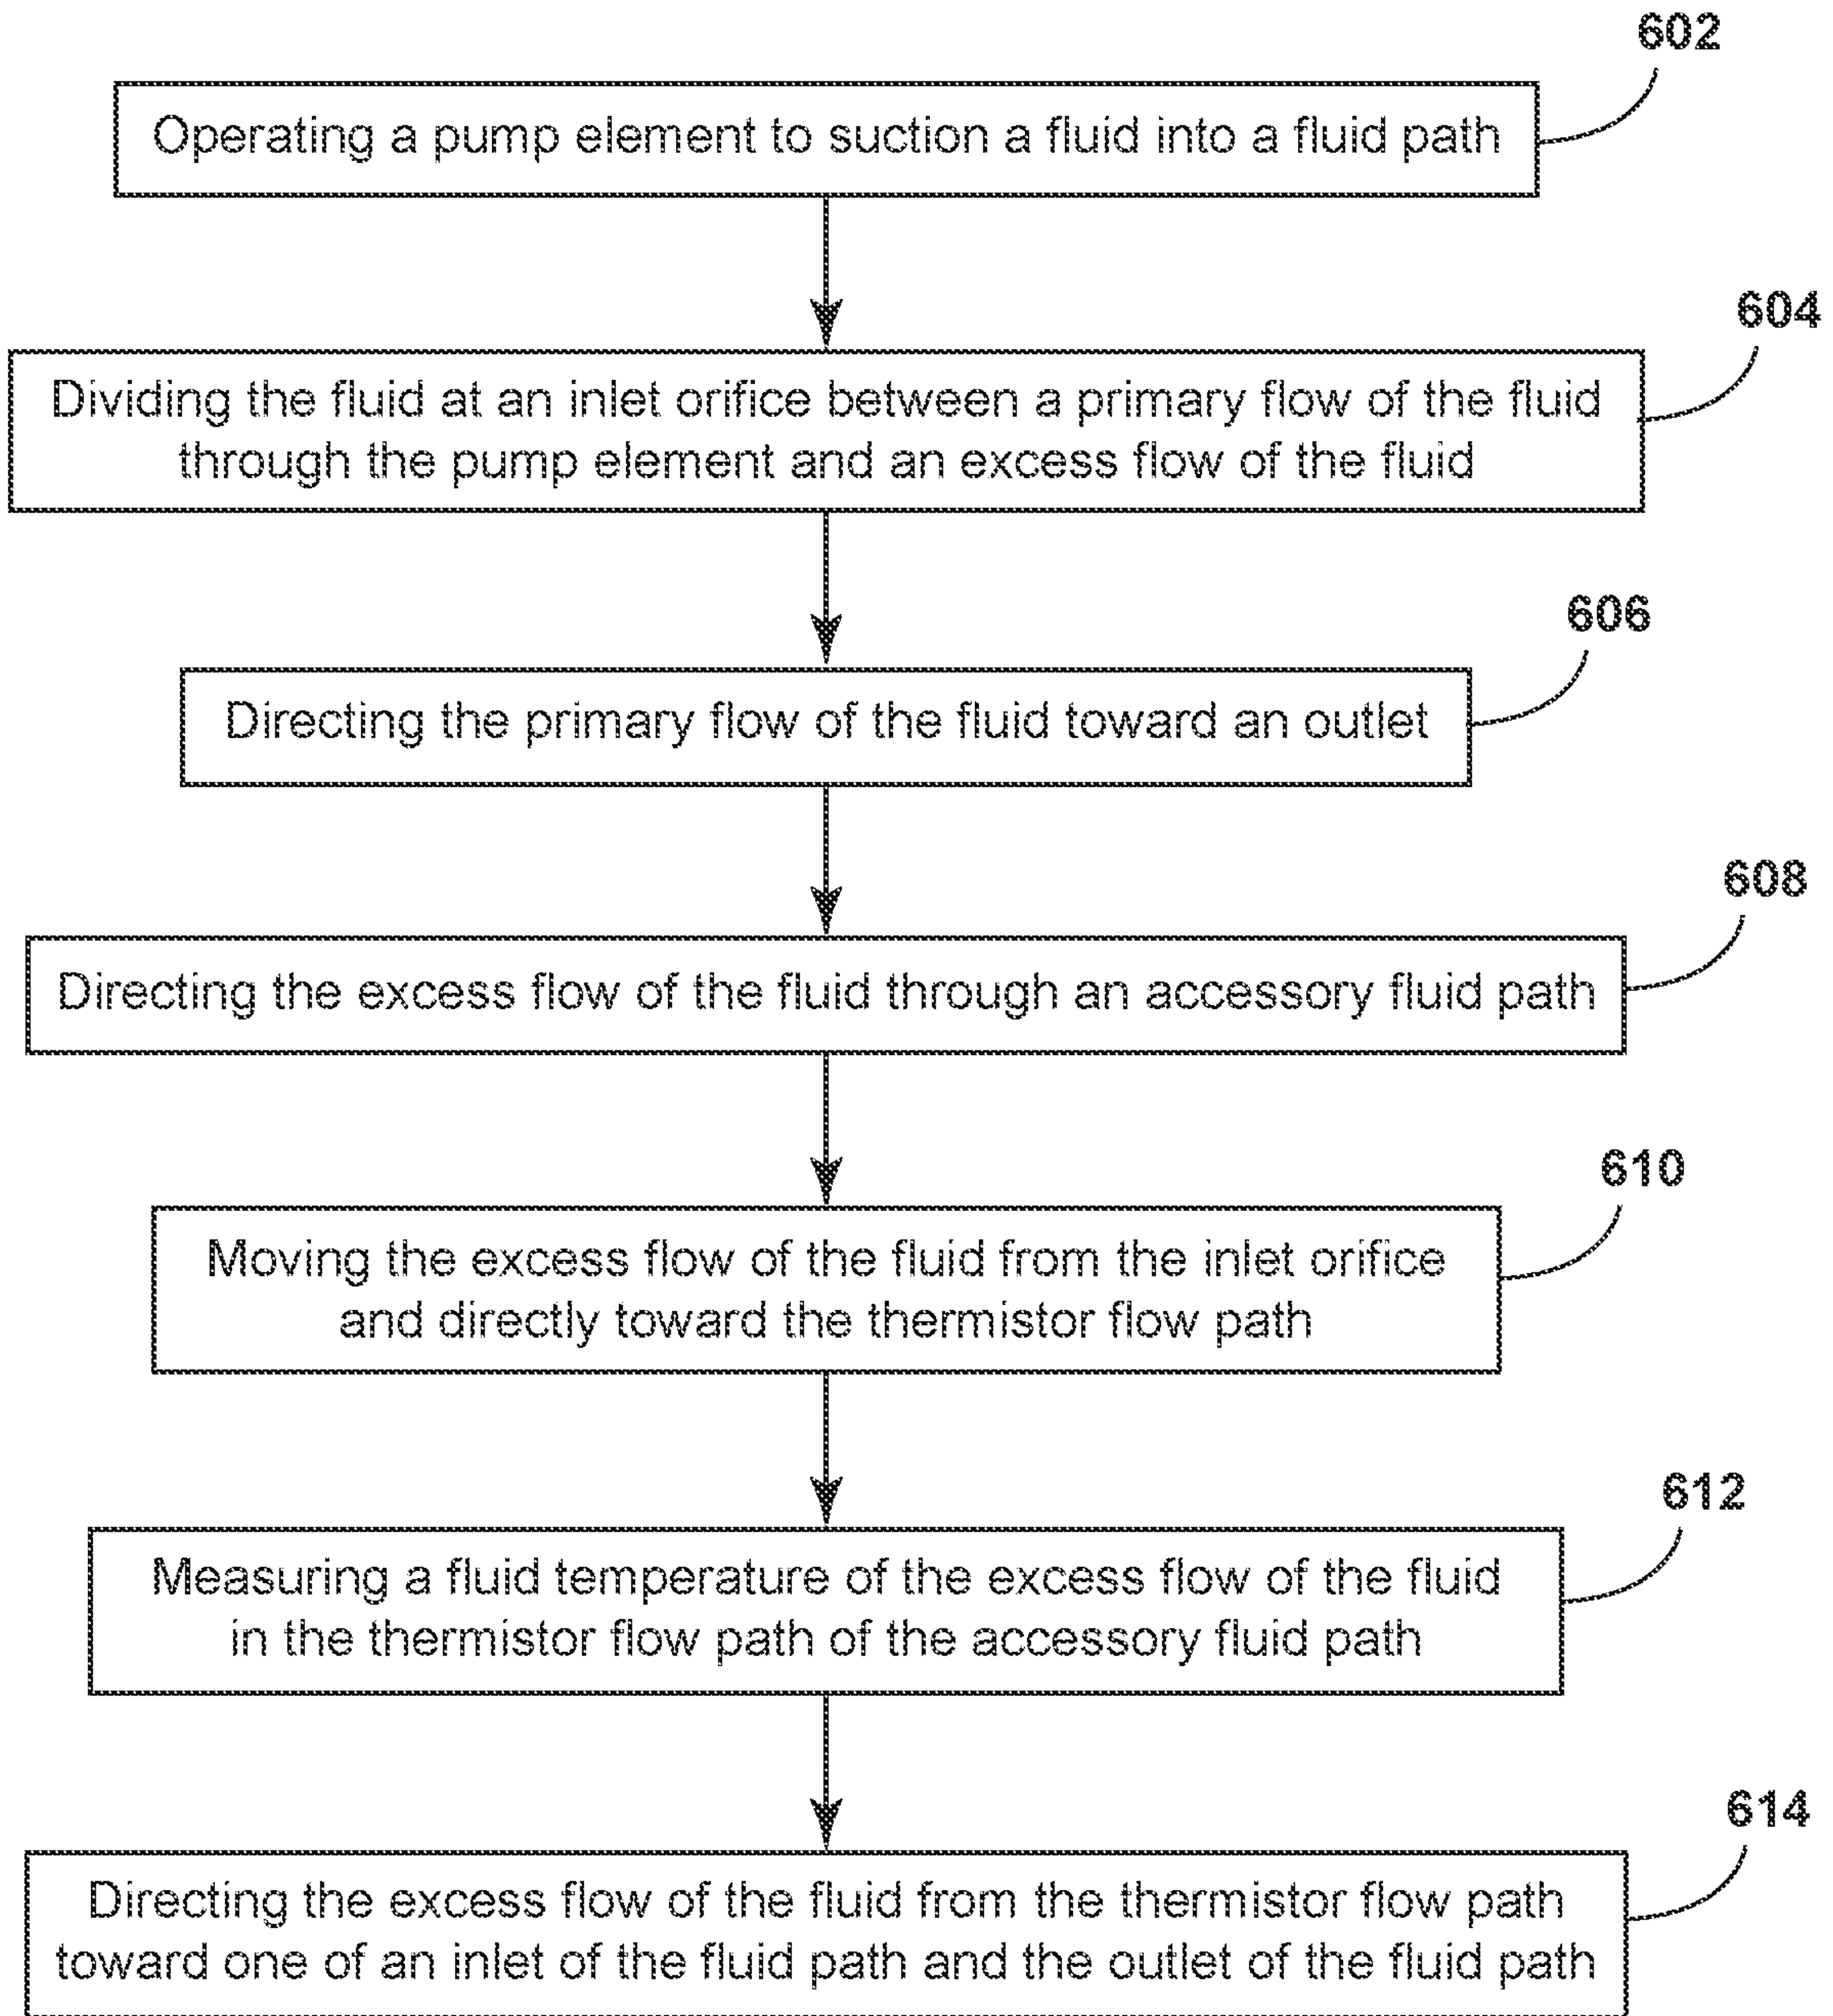 602
Operating a pump element to suction a fluid into a fluid path
604
Dividing the fluid at an inlet orifice between a primary flow of the fluid
through the pump element and an excess flow of the fluid
606
Directing the primary flow of the fluid toward an outlet
608
Directing the excess flow of the fluid through an accessory fluid path
610
Moving the excess flow of the fluid from the inlet orifice
and directly toward the thermistor flow path
612
Measuring a fluid temperature of the excess flow of the fluid
in the thermistor flow path of the accessory fluid path
614
Directing the excess flow of the fluid from the thermistor flow path
toward one of an inlet of the fluid path and the outlet of the fluid path